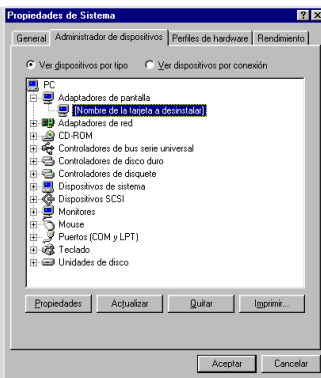 Propiedades de Sistema
General Administrador de dispositivos Perfiles de hardware Rendimiento
Ver dispositivos por tipo Ver dispositivos por conexión
PC
Adaptadores de pantalla
[Nombre de la tarjeta a desinstalar]
Adaptadores de red
CD-ROM
Controladores de bus serie universal
Controladores de disco duro
Controladores de disquete
Dispositivos de sistema
Dispositivos SCSI
Monitores
Mouse
Puertos (COM y LPT)
Teclado
Unidades de disco
Propiedades Actualizar Quitar Imprimir...
Aceptar Cancelar